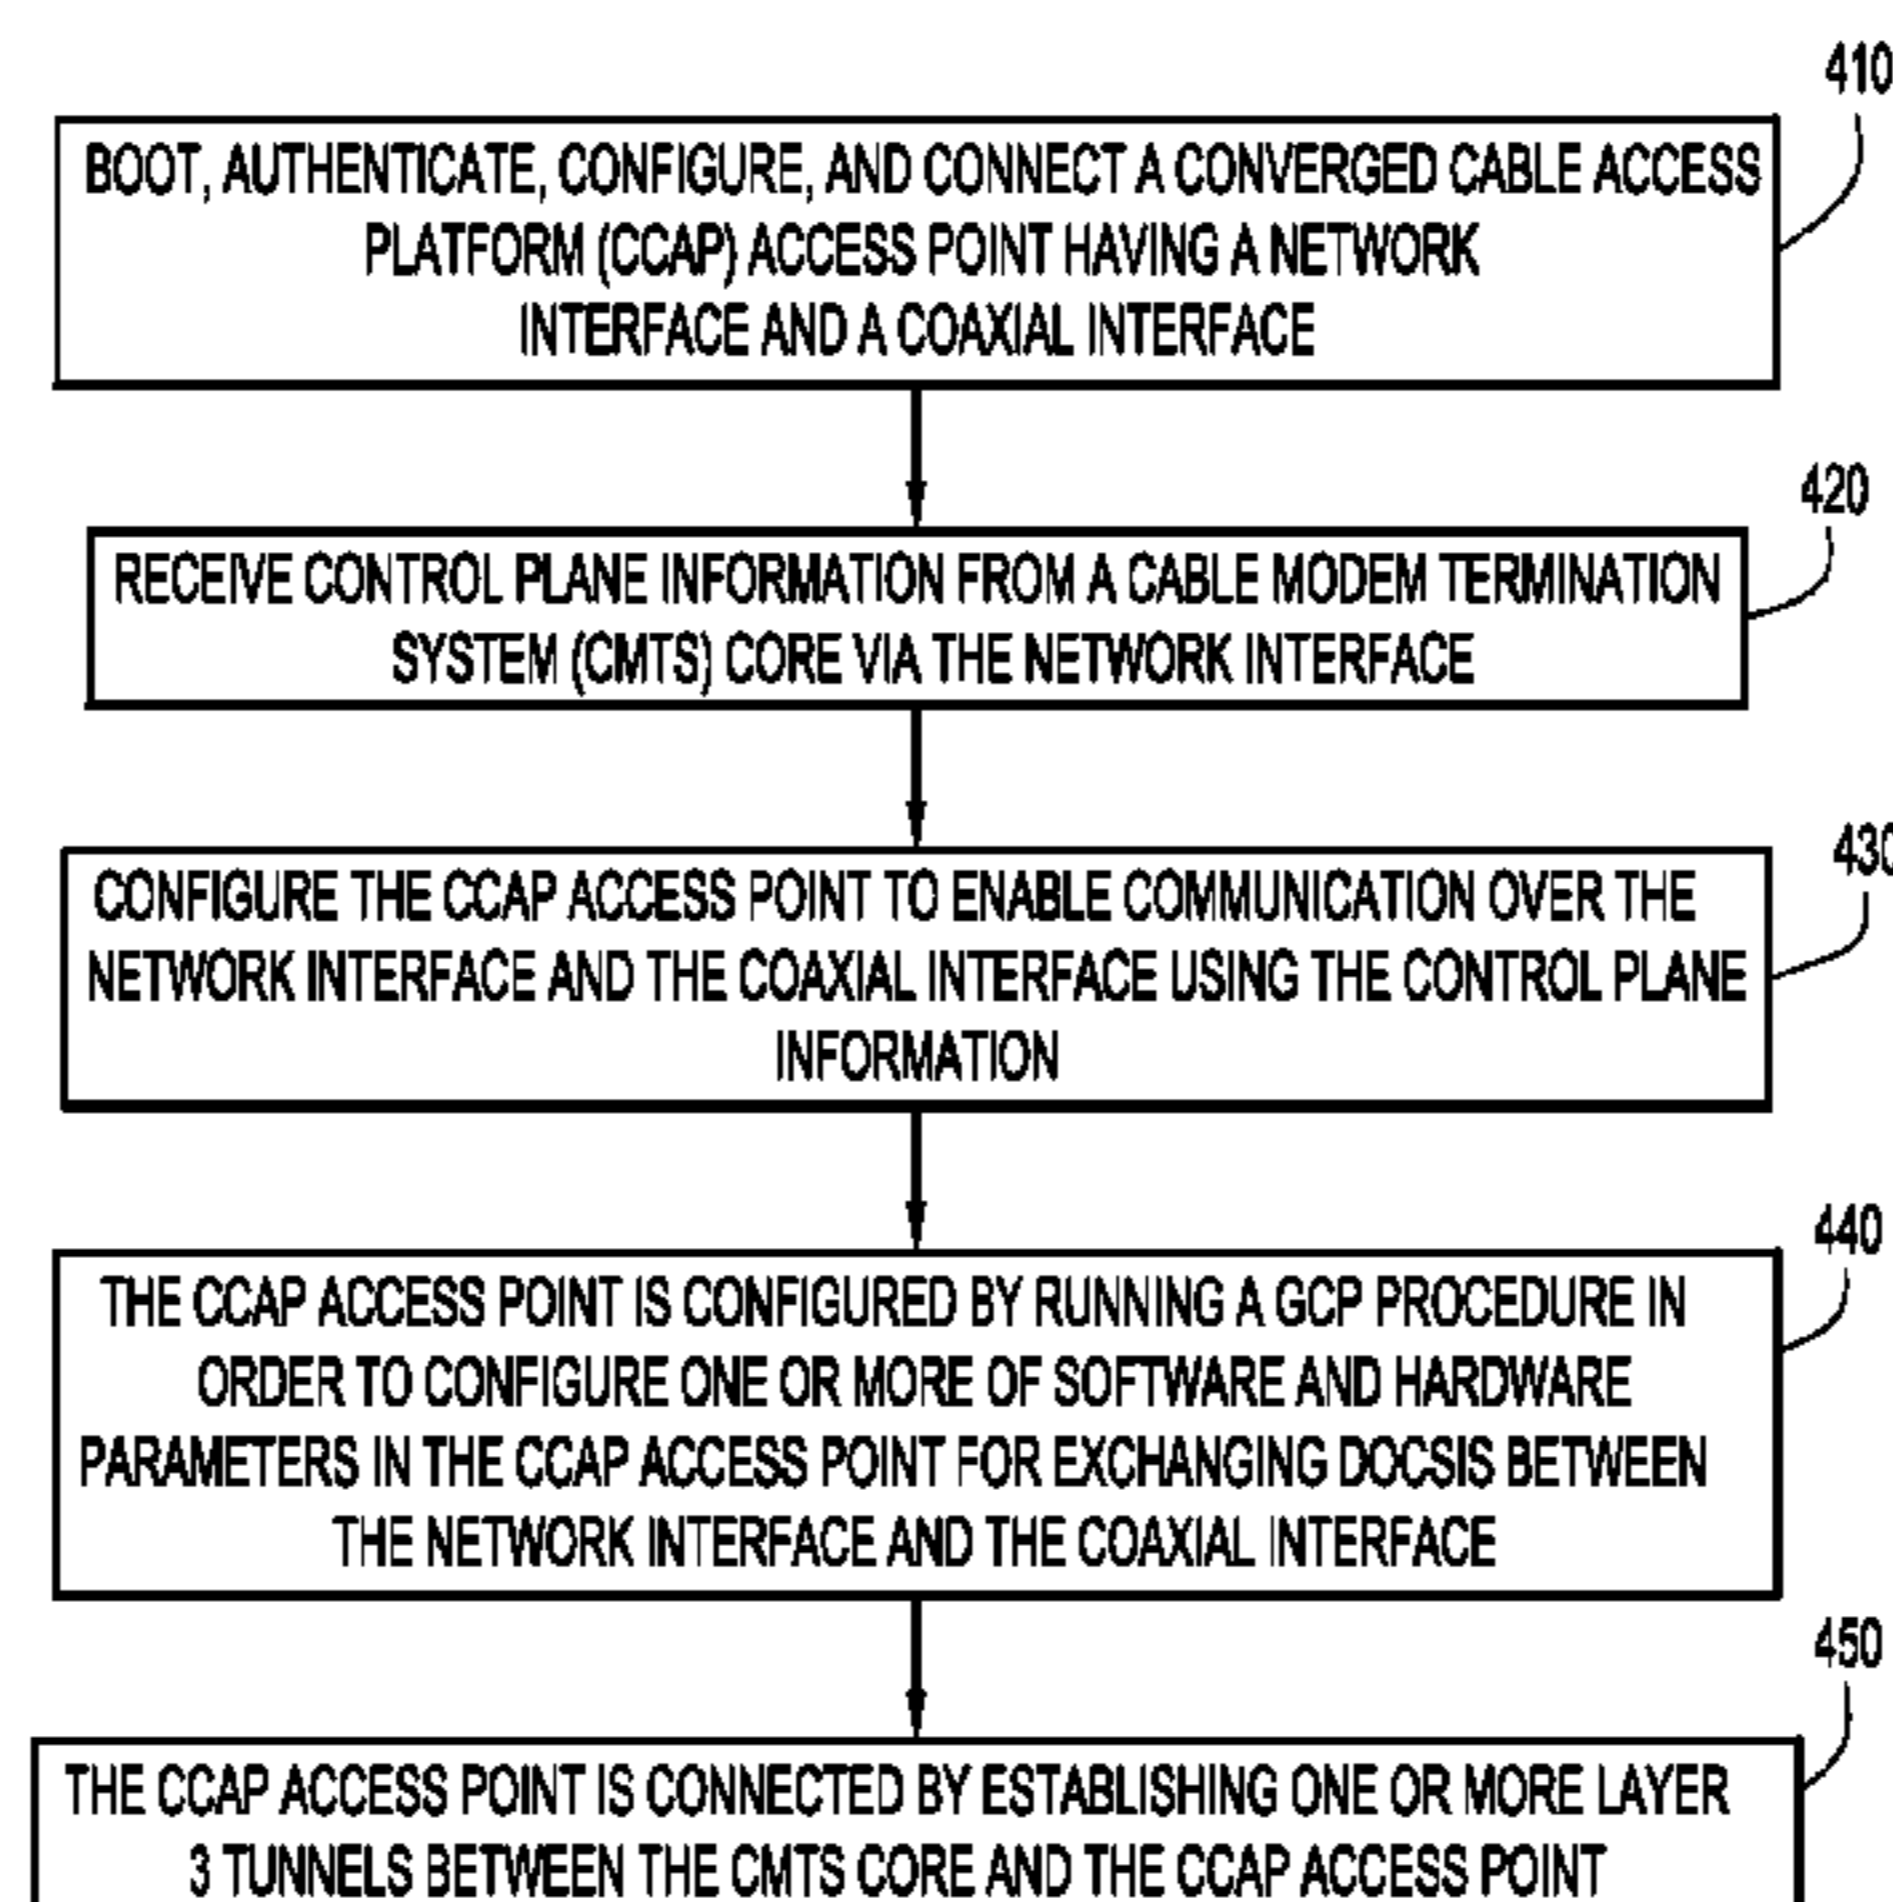 410
BOOT, AUTHENTICATE, CONFIGURE, AND CONNECT A CONVERGED CABLE ACCESS
PLATFORM (CCAP) ACCESS POINT HAVING A NETWORK
INTERFACE AND A COAXIAL INTERFACE
420
RECEIVE CONTROL PLANE INFORMATION FROM A CABLE MODEM TERMINATION
SYSTEM (CMTS) CORE VIA THE NETWORK INTERFACE
430
CONFIGURE THE CCAP ACCESS POINT TO ENABLE COMMUNICATION OVER THE
NETWORK INTERFACE AND THE COAXIAL INTERFACE USING THE CONTROL PLANE
INFORMATION
440
THE CCAP ACCESS POINT IS CONFIGURED BY RUNNING A GCP PROCEDURE IN
ORDER TO CONFIGURE ONE OR MORE OF SOFTWARE AND HARDWARE
PARAMETERS IN THE CCAP ACCESS POINT FOR EXCHANGING DOCSIS BETWEEN
THE NETWORK INTERFACE AND THE COAXIAL INTERFACE
450
THE CCAP ACCESS POINT IS CONNECTED BY ESTABLISHING ONE OR MORE LAYER
3 TUNNELS BETWEEN THE CMTS CORE AND THE CCAP ACCESS POINT